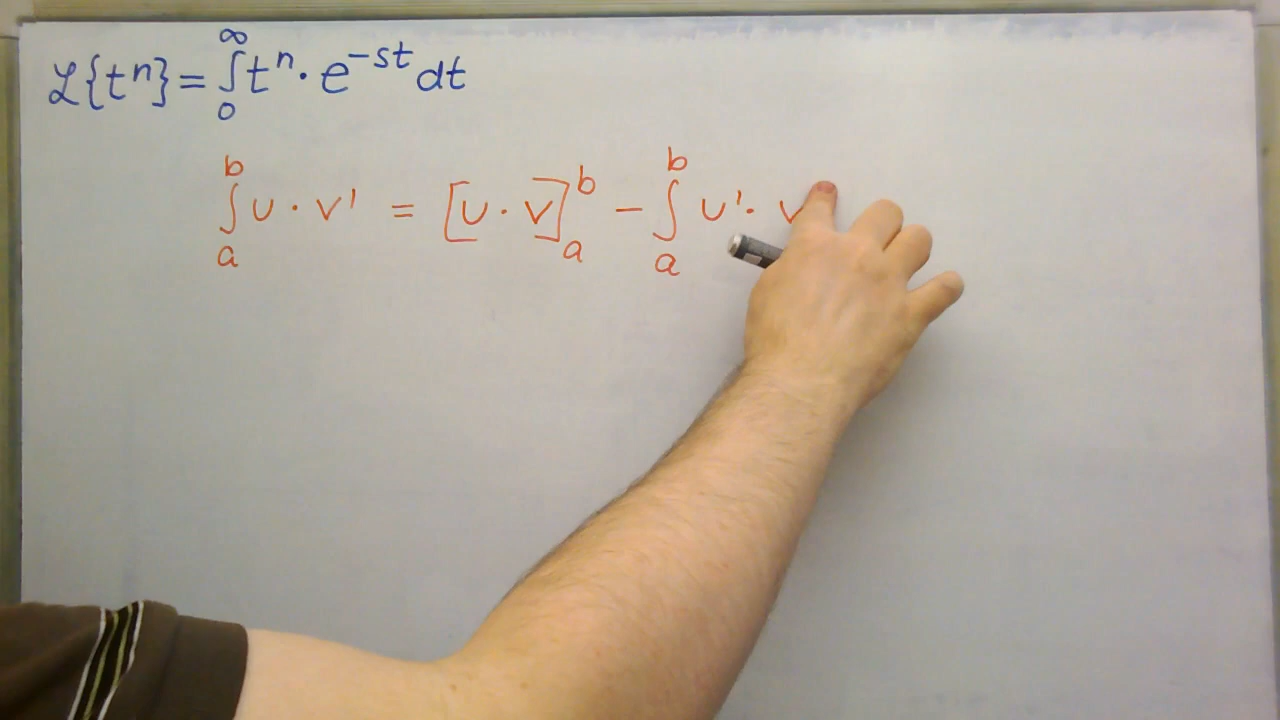 ℒ{tⁿ} = ∫₀^∞ tⁿ · e^(-st) dt
∫ₐᵇ u · v' = [u · v]ₐᵇ - ∫ₐᵇ u' · v